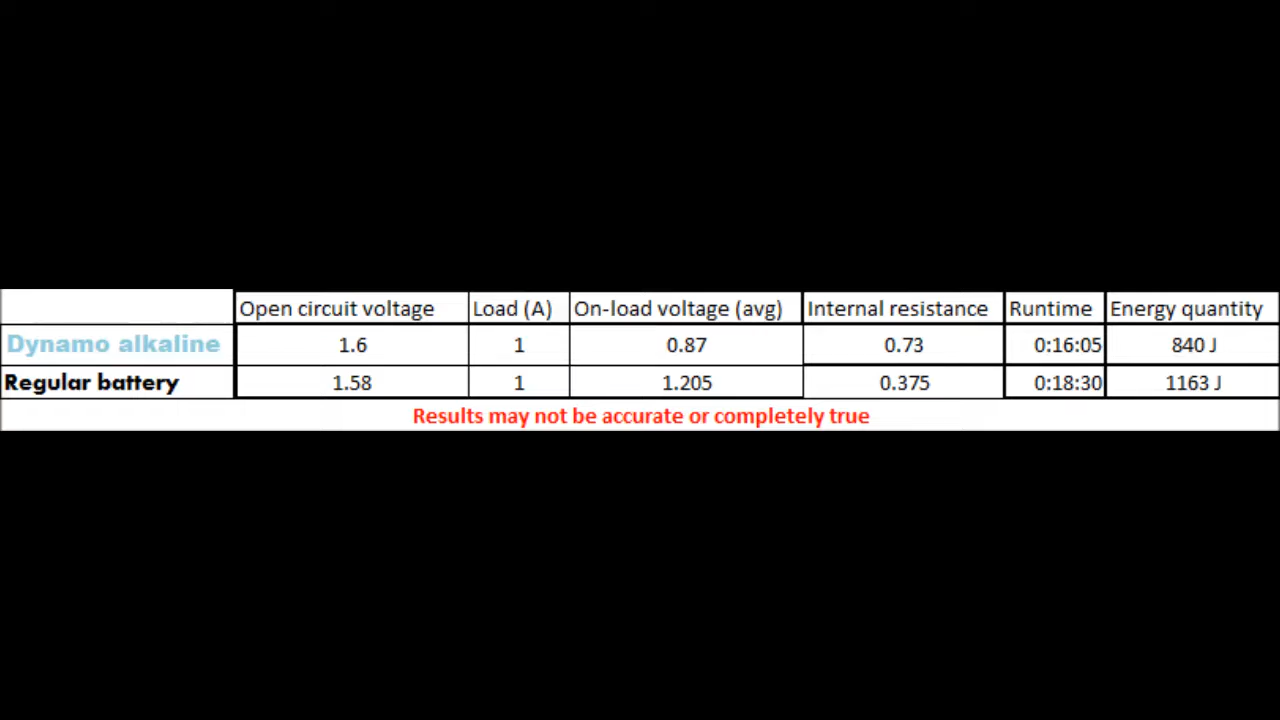 Open circuit voltage Load (A) On-load voltage (avg) Internal resistance Runtime Energy quantity
Dynamo alkaline 1.6 1 0.87 0.73 0:16:05 840 J
Regular battery 1.58 1 1.205 0.375 0:18:30 1163 J
Results may not be accurate or completely true